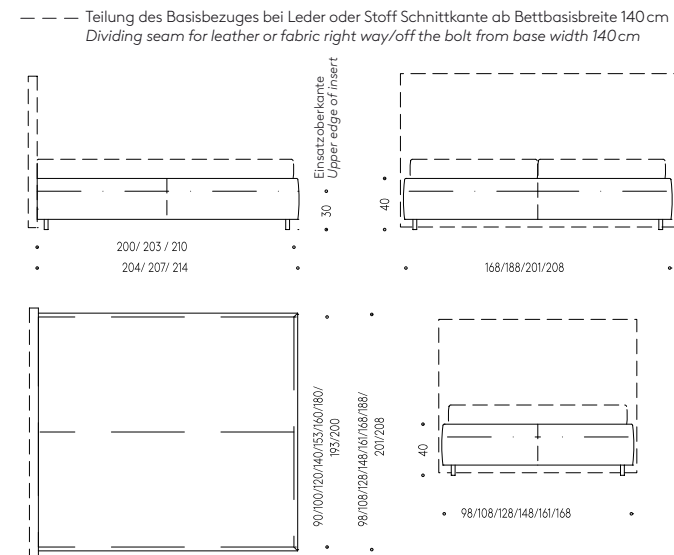 Teilung des Basisbezuges bei Leder oder Stoff Schnittkante ab Bettbasisbreite 140 cm
Dividing seam for leather or fabric right way/off the bolt from base width 140 cm
Einsatzoberkante
Upper edge of insert
30
40
200/ 203 / 210
204/ 207/ 214
168/188/201/208
90/100/120/140/153/160/180/
193/200
98/108/128/148/161/168/188/
201/208
40
98/108/128/148/161/168